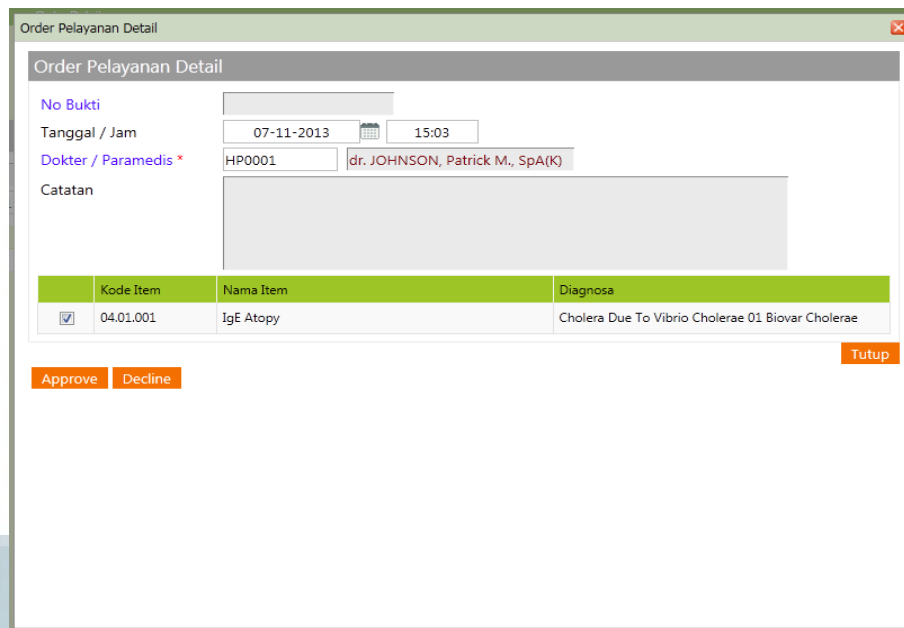 Order Pelayanan Detail
Order Pelayanan Detail
No Bukti
Tanggal / Jam 07-11-2013 15:03
Dokter / Paramedis * HP0001 dr. JOHNSON, Patrick M., SpA(K)
Catatan
Kode Item Nama Item Diagnosa
04.01.001 IgE Atopy Cholera Due To Vibrio Cholerae 01 Biovar Cholerae
Tutup
Approve Decline